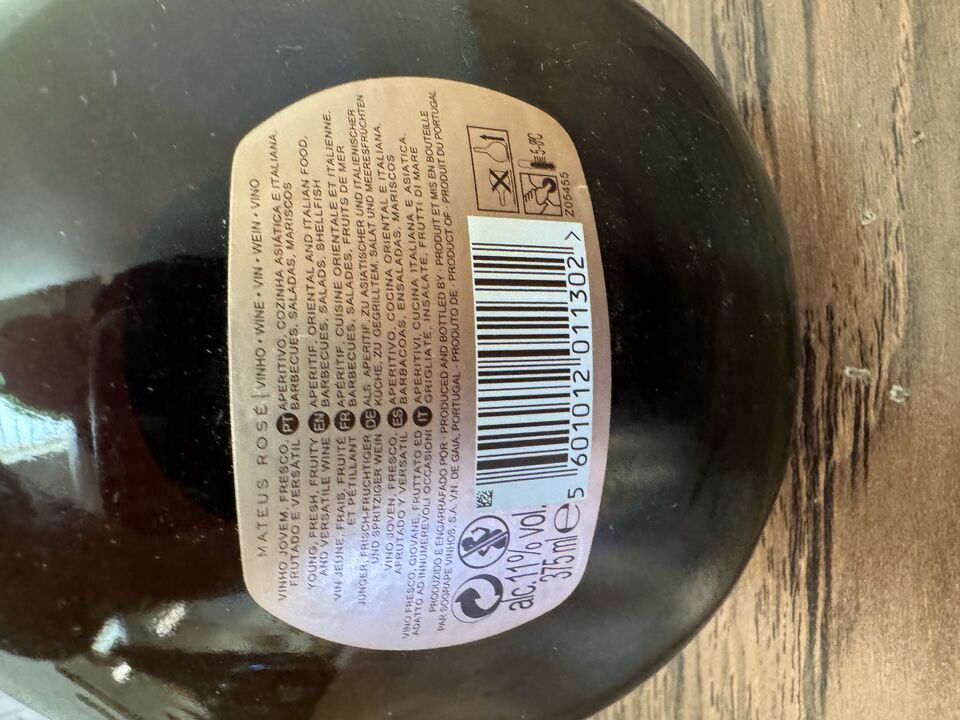 MATEUS ROSÉ | VINHO • WINE • VIN • WEIN • VINO
VINHO JOVEM, FRESCO, PT APERITIVO, COZINHA ASIÁTICA E ITALIANA,
FRUTADO E VERSÁTIL BARBECUES, SALADAS, MARISCOS
YOUNG, FRESH, FRUITY EN APERITIF, ORIENTAL AND ITALIAN FOOD,
AND VERSATILE WINE BARBECUES, SALADS, SHELLFISH
VIN JEUNE, FRAIS, FRUITÉ FR APÉRITIF, CUISINE ORIENTALE ET ITALIENNE,
ET PÉTILLANT BARBECUES, SALADES, FRUITS DE MER
JUNGER, FRISCH-FRUCHTIGER DE ALS APERITIF, ZU ASIATISCHER UND ITALIENISCHER
UND SPRITZIGER WEIN KÜCHE, ZU GEGRILLTEM, SALAT UND MEERESFRÜCHTEN
VINO JOVEN, FRESCO, ES APERITIVO, COCINA ORIENTAL E ITALIANA,
AFRUTADO Y VERSATIL BARBACOAS, ENSALADAS, MARISCOS
VINO FRESCO, GIOVANE, FRUTTATO ED IT APERITIVI, CUCINA ITALIANA E ASIATICA,
ADATTO AD INNUMEREVOLI OCCASIONI GRIGLIATE, INSALATE, FRUTTI DI MARE
PRODUZIDO E ENGARRAFADO POR • PRODUCED AND BOTTLED BY • PRODUIT ET MIS EN BOUTEILLE
PAR SOGRAPE VINHOS, S.A. V.N. DE GAIA, PORTUGAL • PRODUTO DE • PRODUCT OF • PRODUIT DU PORTUGAL
5-8ºC
Z05455
alc.11% vol.
375 ml e
5 601012 011302 >